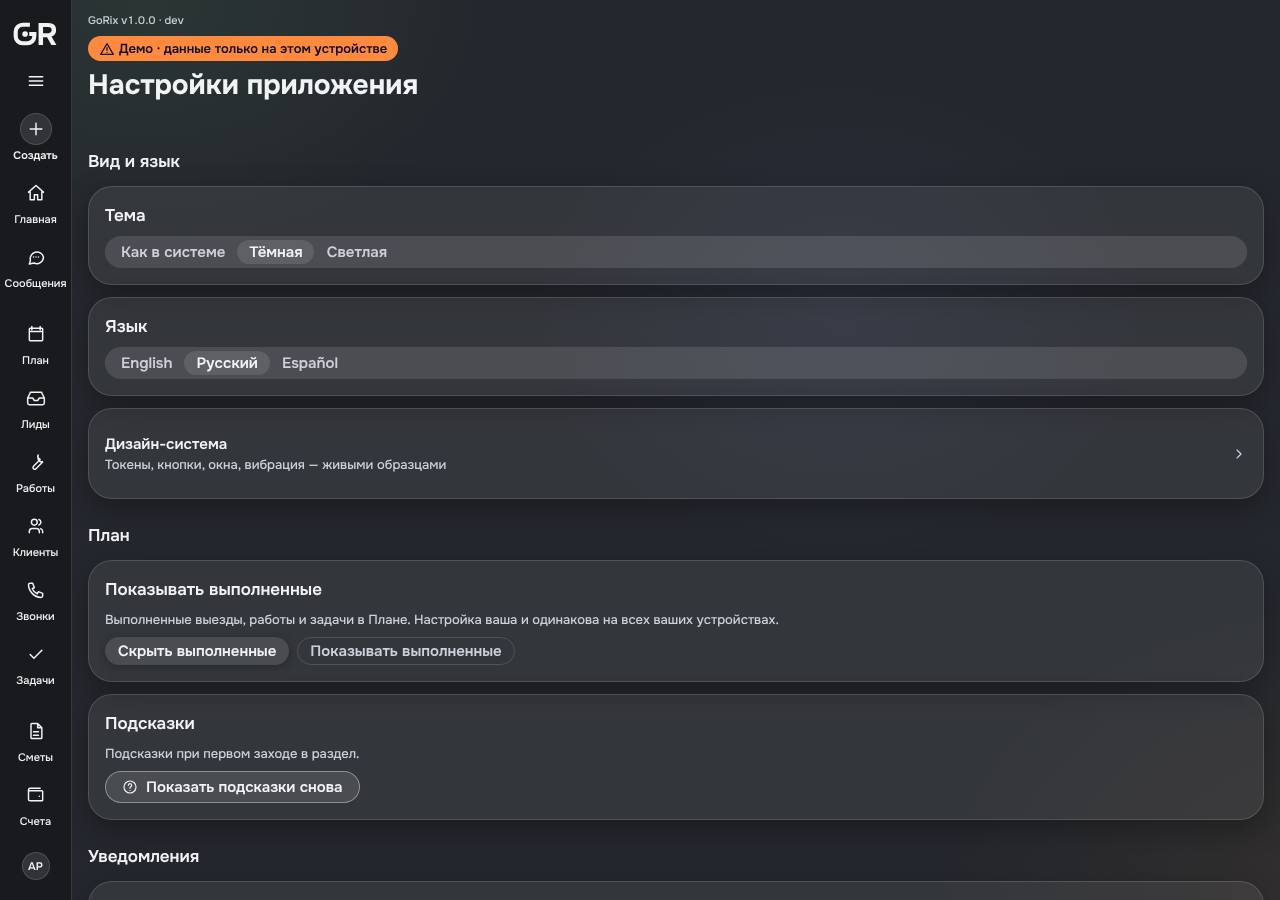 GR
Создать
Главная
Сообщения
План
Лиды
Работы
Клиенты
Звонки
Задачи
Сметы
Счета
AP
GoRix v1.0.0 · dev
Демо · данные только на этом устройстве
Настройки приложения
Вид и язык
Тема
Как в системе Тёмная Светлая
Язык
English Русский Español
Дизайн-система
Токены, кнопки, окна, вибрация — живыми образцами
План
Показывать выполненные
Выполненные выезды, работы и задачи в Плане. Настройка ваша и одинакова на всех ваших устройствах.
Скрыть выполненные Показывать выполненные
Подсказки
Подсказки при первом заходе в раздел.
Показать подсказки снова
Уведомления